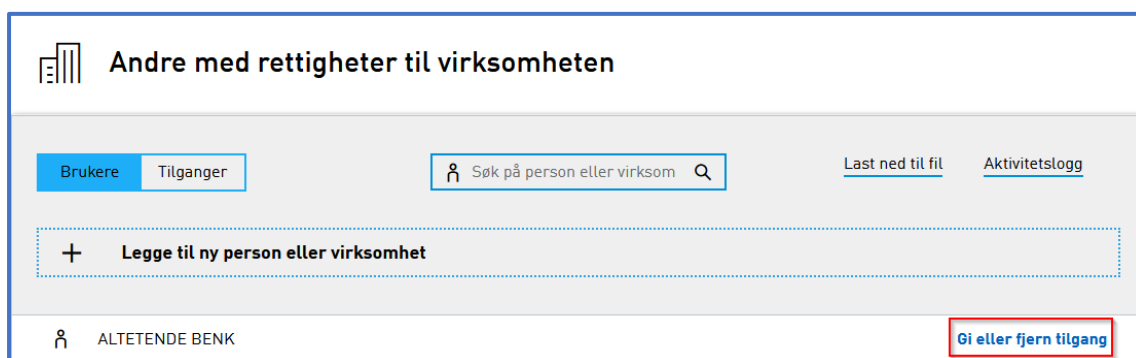 Andre med rettigheter til virksomheten
Brukere Tilganger Søk på person eller virksom Last ned til fil Aktivitetslogg
Legge til ny person eller virksomhet
ALTETENDE BENK Gi eller fjern tilgang